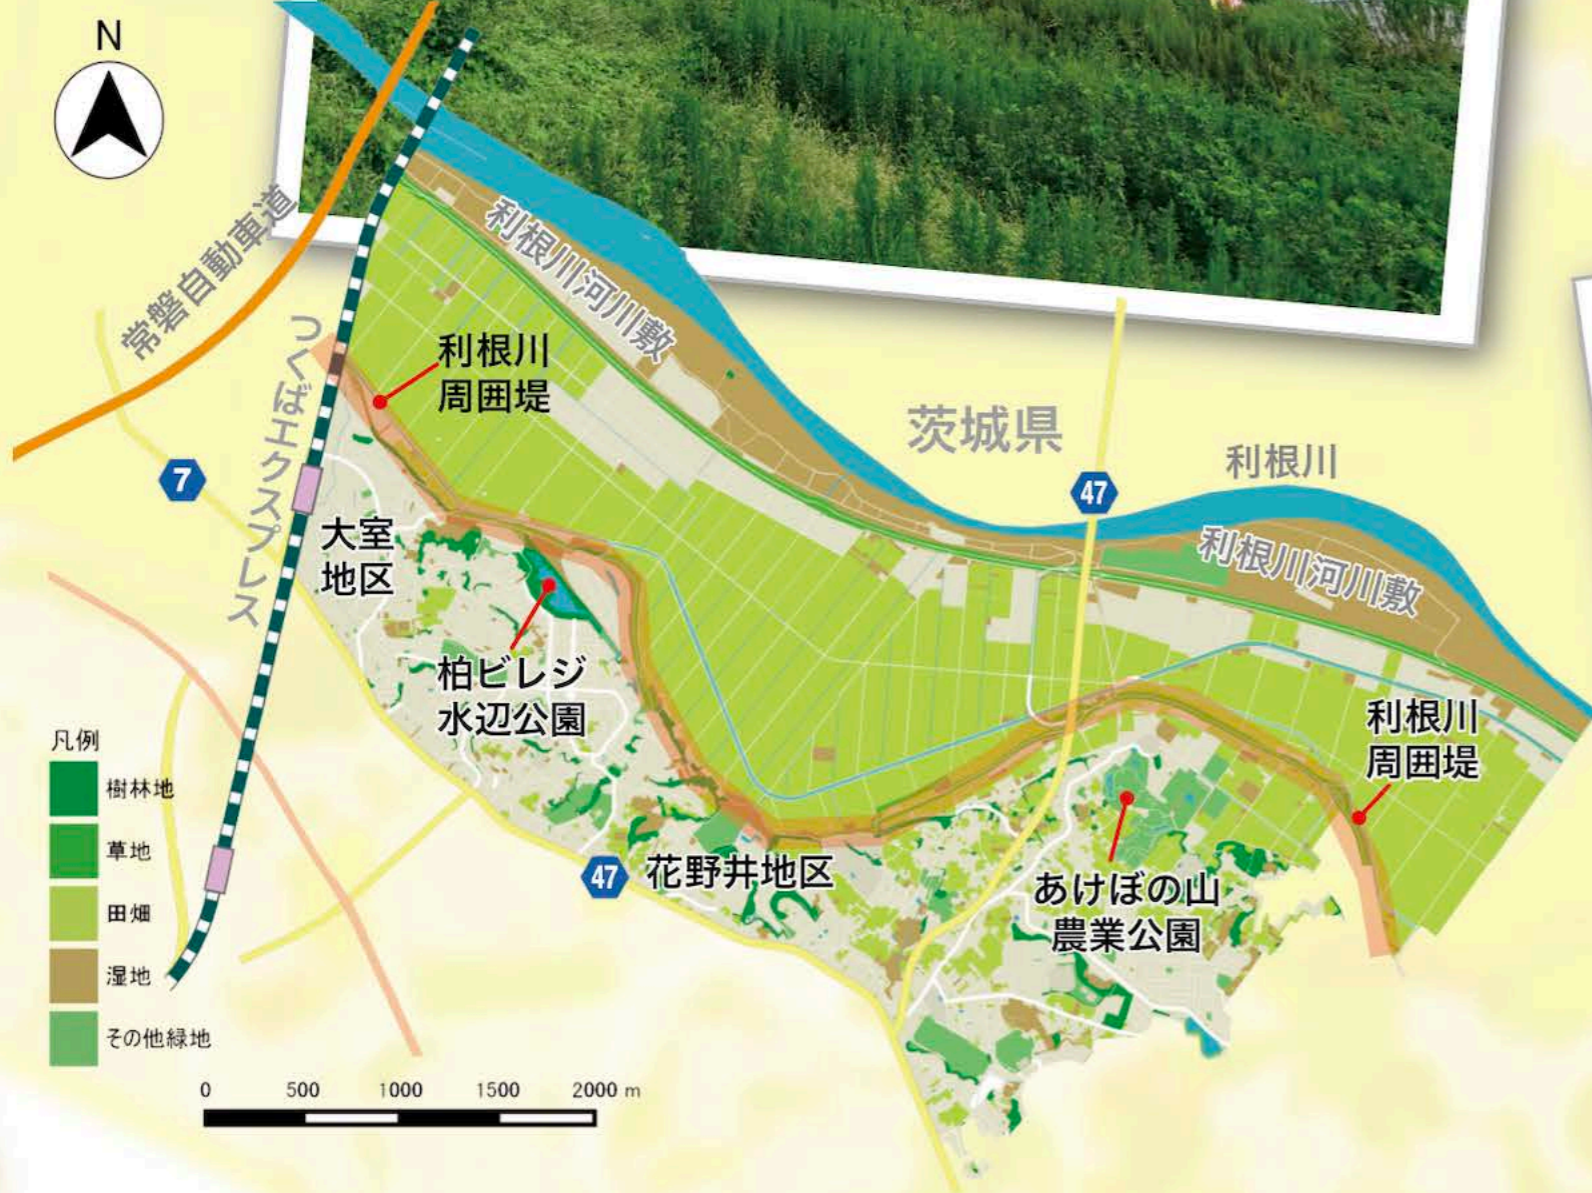 N
常磐自動車道
つくばエクスプレス
利根川河川敷
利根川
周囲堤
茨城県
利根川
47
利根川河川敷
7
大室
地区
柏ビレジ
水辺公園
利根川
周囲堤
47
花野井地区
あけぼの山
農業公園
凡例
樹林地
草地
田畑
湿地
その他緑地
0 500 1000 1500 2000 m